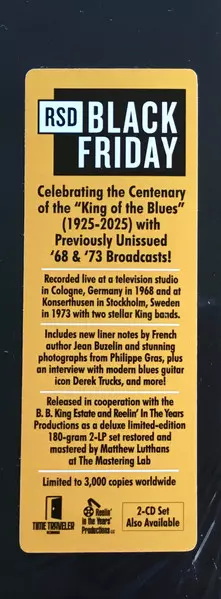 RSD BLACK
FRIDAY
Celebrating the Centenary
of the “King of the Blues”
(1925-2025) with
Previously Unissued
‘68 & ‘73 Broadcasts!
Recorded live at a television studio
in Cologne, Germany in 1968 and at
Konserthusen in Stockholm, Sweden
in 1973 with two stellar King bands.
Includes new liner notes by French
author Jean Buzelin and stunning
photographs from Philippe Gras, plus
an interview with modern blues guitar
icon Derek Trucks, and more!
Released in cooperation with the
B. B. King Estate and Reelin’ In The Years
Productions as a deluxe limited-edition
180-gram 2-LP set restored and
mastered by Matthew Lutthans
at The Mastering Lab
Limited to 3,000 copies worldwide
TIME TRAVELER
Reelin’
In The Years
Productions
2-CD Set
Also Available